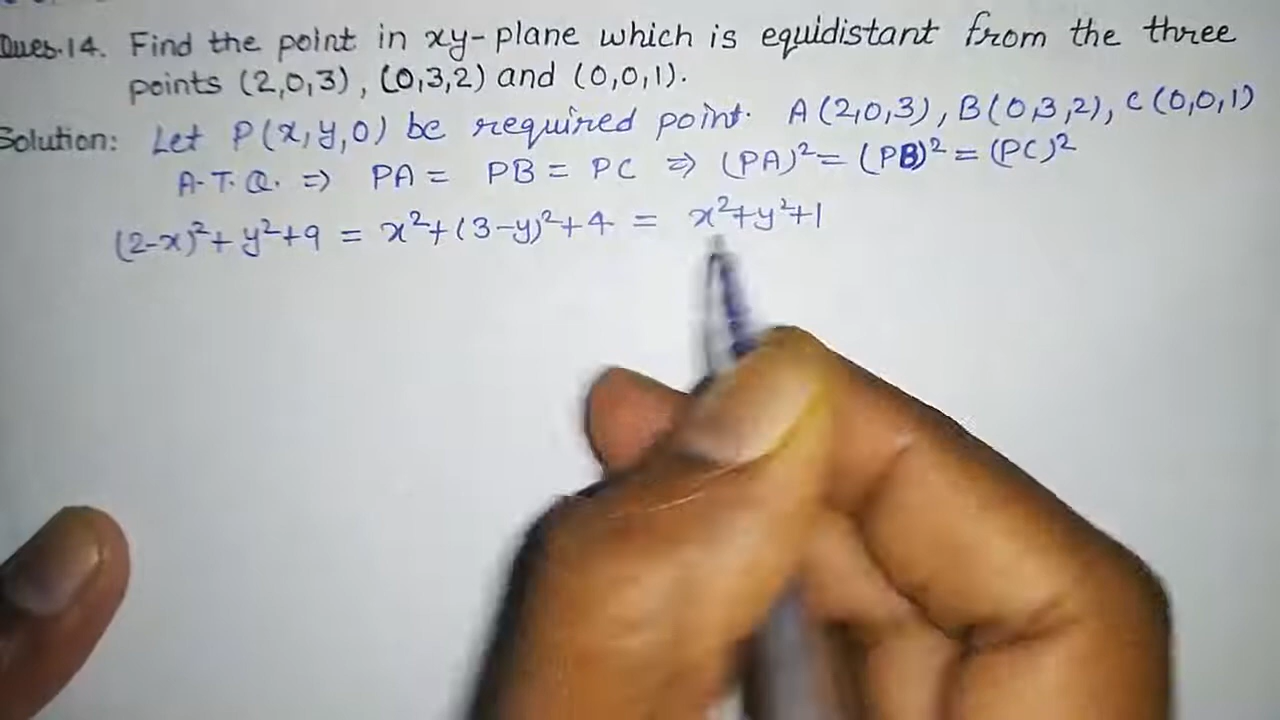 Ques.14. Find the point in xy-plane which is equidistant from the three
points (2,0,3), (0,3,2) and (0,0,1).
Solution: Let P(x,y,0) be required point. A(2,0,3), B(0,3,2), C(0,0,1)
A.T.Q. ⇒ PA = PB = PC ⇒ (PA)² = (PB)² = (PC)²
(2-x)²+y²+9 = x²+(3-y)²+4 = x²+y²+1